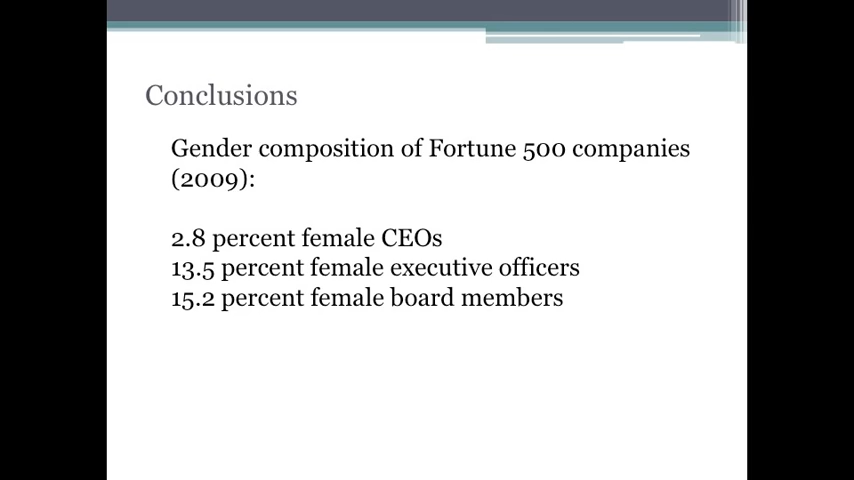 Conclusions
Gender composition of Fortune 500 companies
(2009):
2.8 percent female CEOs
13.5 percent female executive officers
15.2 percent female board members